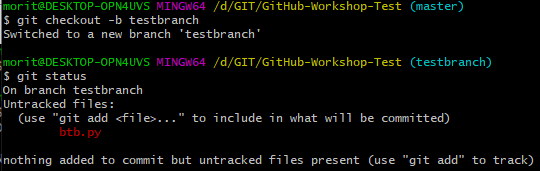 morit@DESKTOP-OPN4UVS MINGW64 /d/GIT/GitHub-Workshop-Test (master)
$ git checkout -b testbranch
Switched to a new branch 'testbranch'
morit@DESKTOP-OPN4UVS MINGW64 /d/GIT/GitHub-Workshop-Test (testbranch)
$ git status
On branch testbranch
Untracked files:
(use "git add <file>..." to include in what will be committed)
btb.py
nothing added to commit but untracked files present (use "git add" to track)